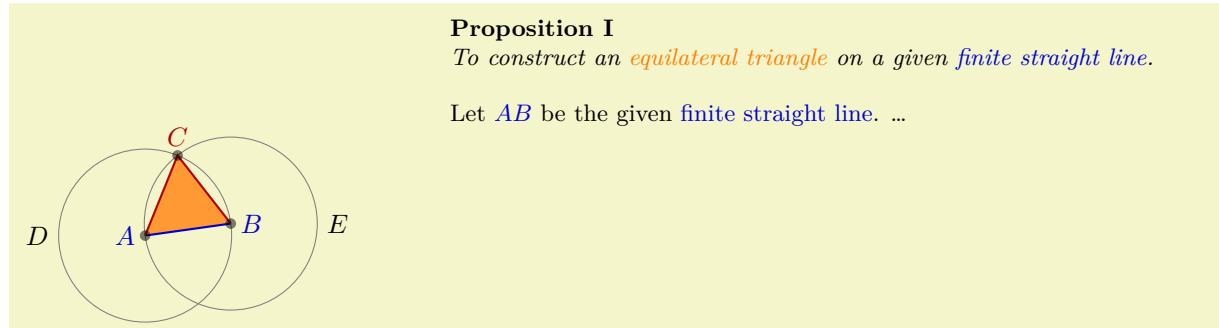 Proposition I
To construct an equilateral triangle on a given finite straight line.
Let AB be the given finite straight line. …
C
D
A
B
E